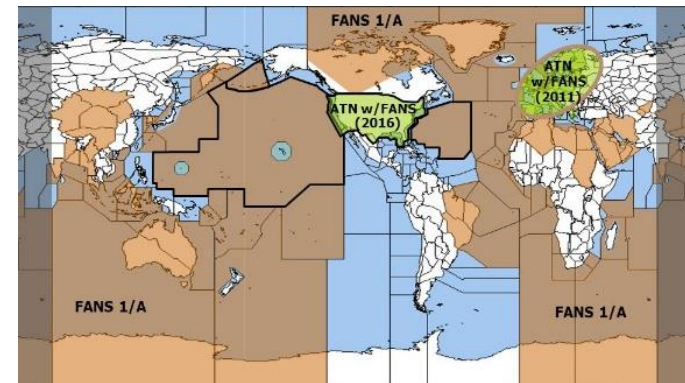 FANS 1/A
ATN
w/FANS
(2011)
ATN w/FANS
(2016)
FANS 1/A
FANS 1/A